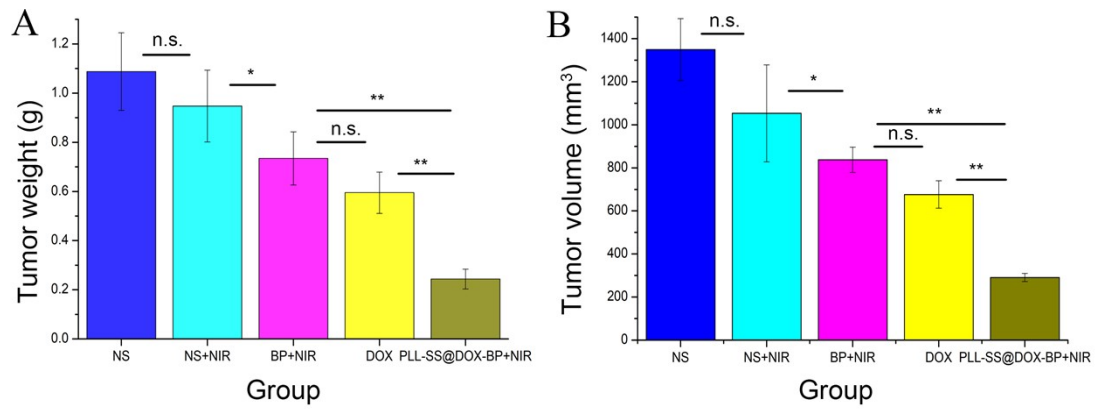 A
Tumor weight (g)
1.2
1.0
0.8
0.6
0.4
0.2
0.0
n.s.
*
**
n.s.
**
NS
NS+NIR
BP+NIR
DOX
PLL-SS@DOX-BP+NIR
Group
B
Tumor volume (mm³)
1400
1200
1000
800
600
400
200
0
n.s.
*
**
n.s.
**
NS
NS+NIR
BP+NIR
DOX
PLL-SS@DOX-BP+NIR
Group